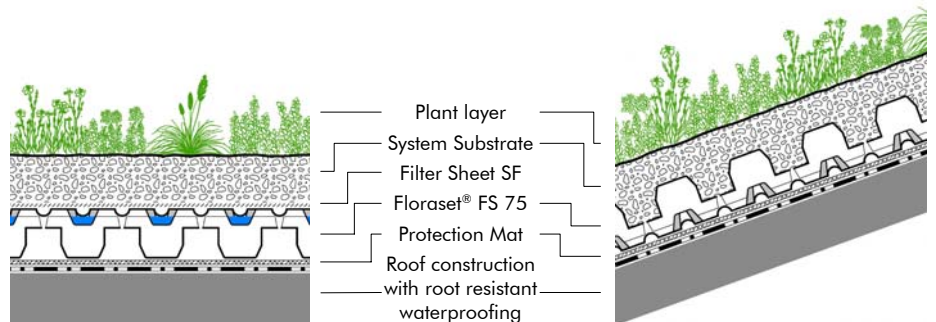 Plant layer
System Substrate
Filter Sheet SF
Floraset® FS 75
Protection Mat
Roof construction
with root resistant
waterproofing